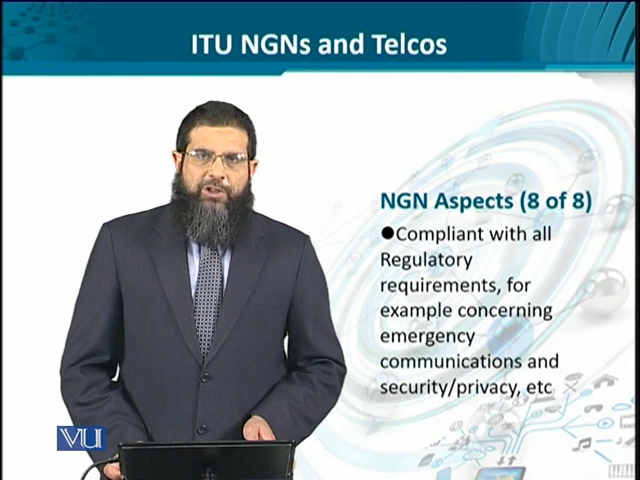 ITU NGNs and Telcos
NGN Aspects (8 of 8)
●Compliant with all
Regulatory
requirements, for
example concerning
emergency
communications and
security/privacy, etc
VU